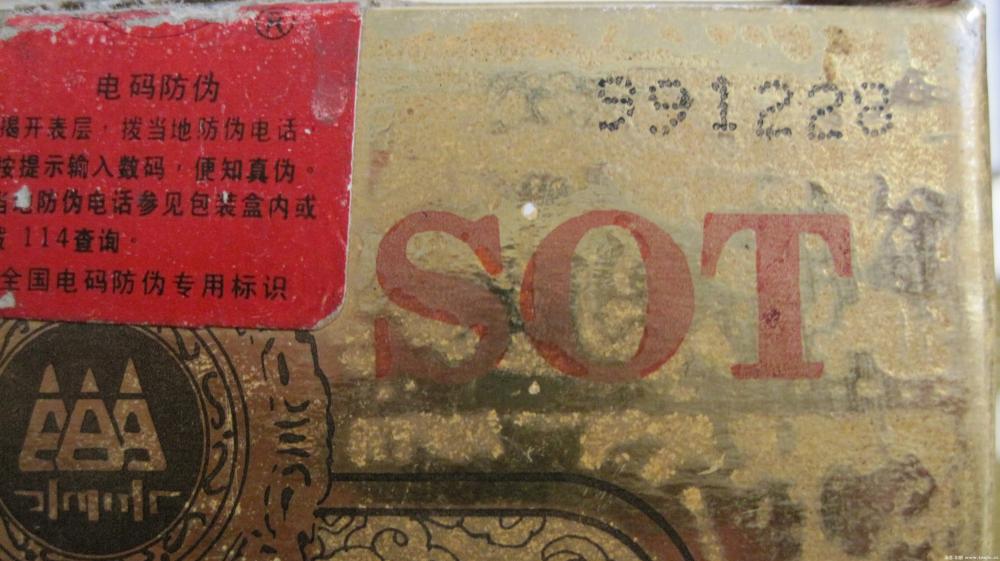 电码防伪
揭开表层，拨当地防伪电话
按提示输入数码，便知真伪。
当地防伪电话参见包装盒内或
拨 114查询。
全国电码防伪专用标识
991228
SOT